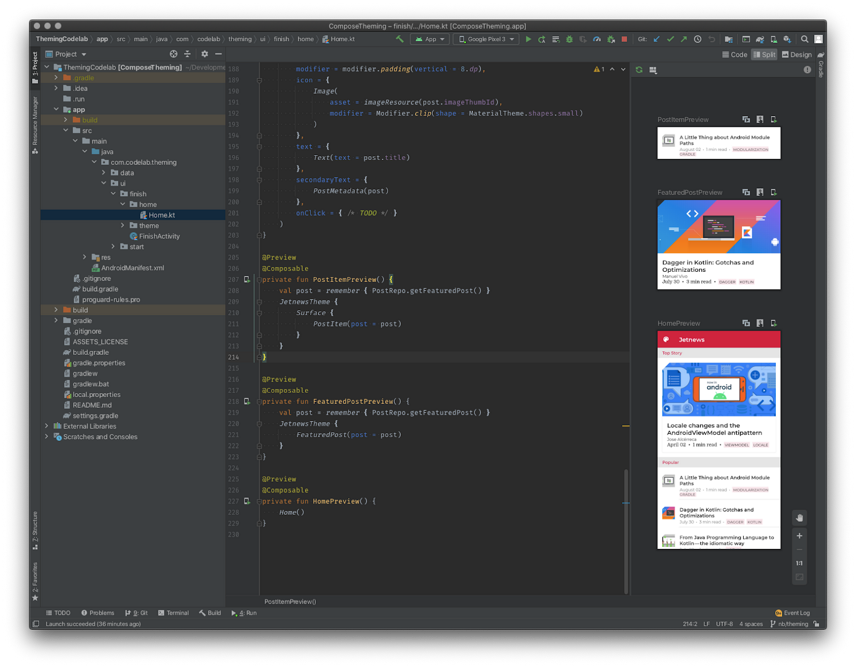 ComposeTheming – finish/.../Home.kt [ComposeTheming.app]
ThemingCodelab
app
src
main
java
com
codelab
theming
ui
finish
home
Home.kt
App
Google Pixel 3
Git:
Project
Code
Split
Design
1: Project
Resource Manager
Z: Structure
2: Favorites
Gradle
ThemingCodelab [ComposeTheming] ~/Developme
.gradle
.idea
.run
app
build
src
main
java
com.codelab.theming
data
ui
finish
home
Home.kt
theme
FinishActivity
start
res
AndroidManifest.xml
.gitignore
build.gradle
proguard-rules.pro
build
gradle
.gitignore
ASSETS_LICENSE
build.gradle
gradle.properties
gradlew
gradlew.bat
local.properties
README.md
settings.gradle
External Libraries
Scratches and Consoles
188 modifier = modifier.padding(vertical = 8.dp),
189 icon = {
190 Image(
191 asset = imageResource(post.imageThumbId),
192 modifier = Modifier.clip(shape = MaterialTheme.shapes.small)
193 )
194 },
195 text = {
196 Text(text = post.title)
197 },
198 secondaryText = {
199 PostMetadata(post)
200 },
201 onClick = { /* TODO */ }
202 )
203 }
204
205 @Preview
206 @Composable
207 private fun PostItemPreview() {
208 val post = remember { PostRepo.getFeaturedPost() }
209 JetnewsTheme {
210 Surface {
211 PostItem(post = post)
212 }
213 }
214 }
215
216 @Preview
217 @Composable
218 private fun FeaturedPostPreview() {
219 val post = remember { PostRepo.getFeaturedPost() }
220 JetnewsTheme {
221 FeaturedPost(post = post)
222 }
223 }
224
225 @Preview
226 @Composable
227 private fun HomePreview() {
228 Home()
229 }
230
1
PostItemPreview
A Little Thing about Android Module
Paths
August 02 • 1 min read MODULARIZATION
GRADLE
FeaturedPostPreview
Dagger in Kotlin: Gotchas and
Optimizations
Manuel Vivo
July 30 • 3 min read DAGGER KOTLIN
HomePreview
Jetnews
Top Story
android
Locale changes and the
AndroidViewModel antipattern
Jose Alcérreca
April 02 • 1 min read VIEWMODEL LOCALE
Popular
A Little Thing about Android Module
Paths
August 02 • 1 min read MODULARIZATION
GRADLE
Dagger in Kotlin: Gotchas and
Optimizations
July 30 • 3 min read DAGGER KOTLIN
From Java Programming Language to
Kotlin—the idiomatic way
1:1
PostItemPreview()
TODO
Problems
9: Git
Terminal
Build
4: Run
Event Log
Launch succeeded (36 minutes ago)
214:2 LF UTF-8 4 spaces nb/theming